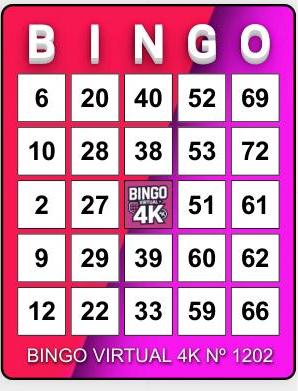 B I N G O
6 20 40 52 69
10 28 38 53 72
2 27 BINGO VIRTUAL 4K 51 61
9 29 39 60 62
12 22 33 59 66
BINGO VIRTUAL 4K Nº 1202